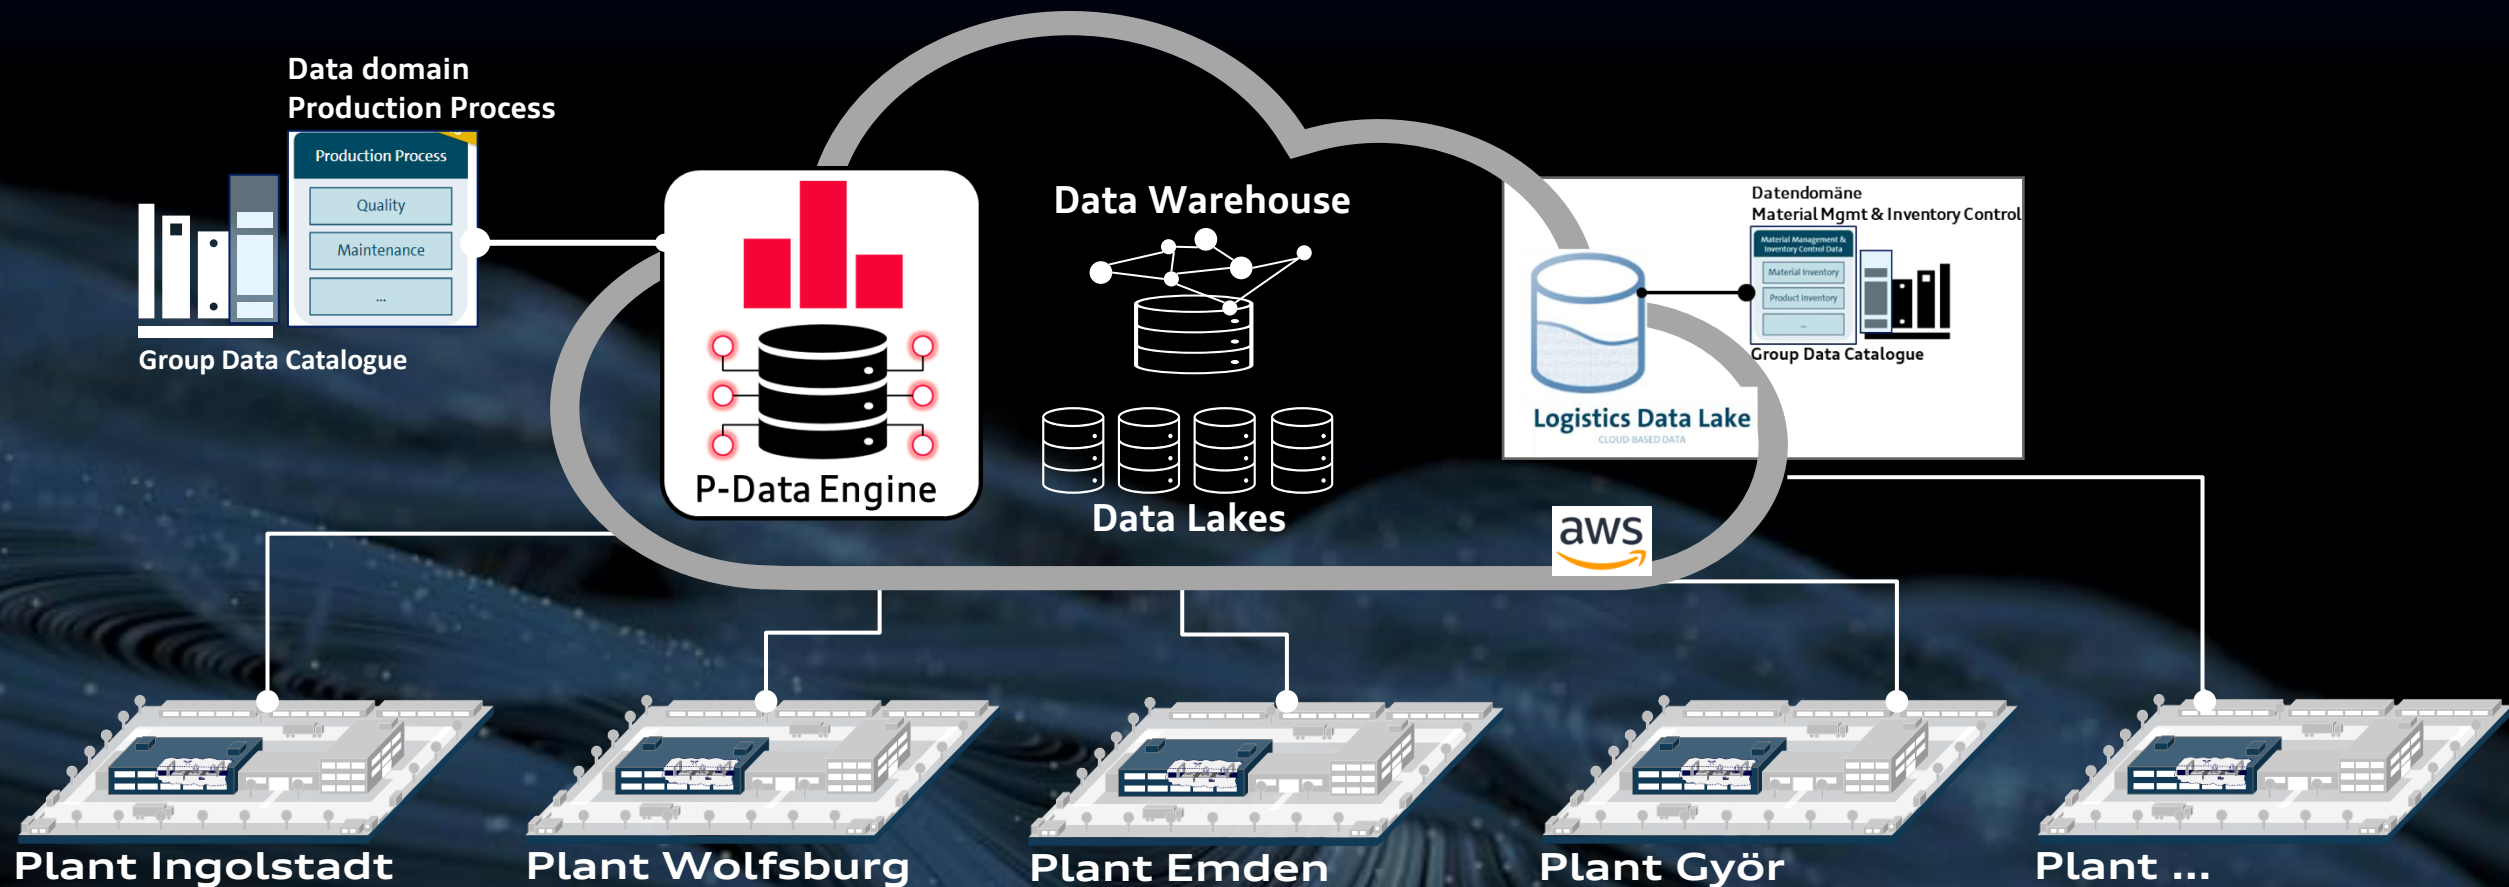 Data domain
Production Process
Production Process
Quality
Maintenance
...
Group Data Catalogue
P-Data Engine
Data Warehouse
Data Lakes
Datendomäne
Material Mgmt & Inventory Control
Material Management &
Inventory Control Data
Material Inventory
Product Inventory
...
Group Data Catalogue
Logistics Data Lake
CLOUD-BASED DATA
aws
Plant Ingolstadt
Plant Wolfsburg
Plant Emden
Plant Györ
Plant ...